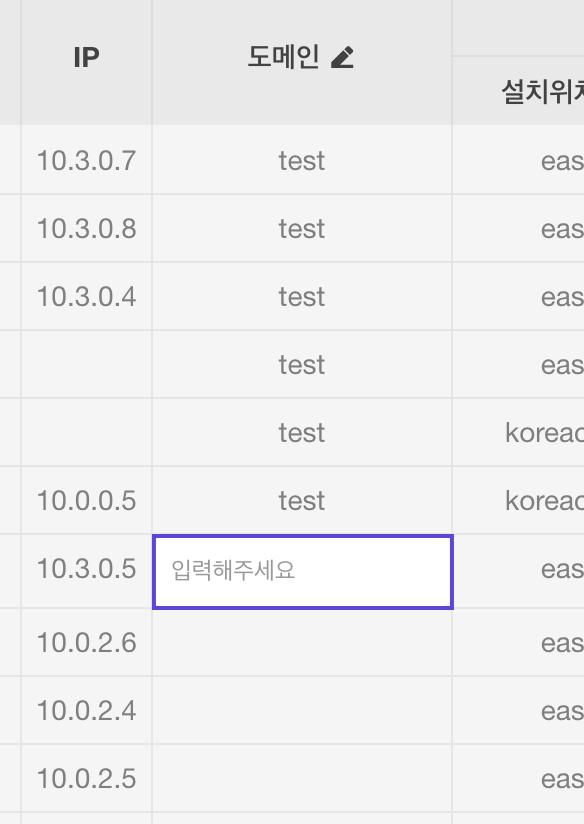 IP 도메인
설치위치
10.3.0.7 test eas
10.3.0.8 test eas
10.3.0.4 test eas
test eas
test korea
10.0.0.5 test korea
10.3.0.5 입력해주세요 eas
10.0.2.6 eas
10.0.2.4 eas
10.0.2.5 eas